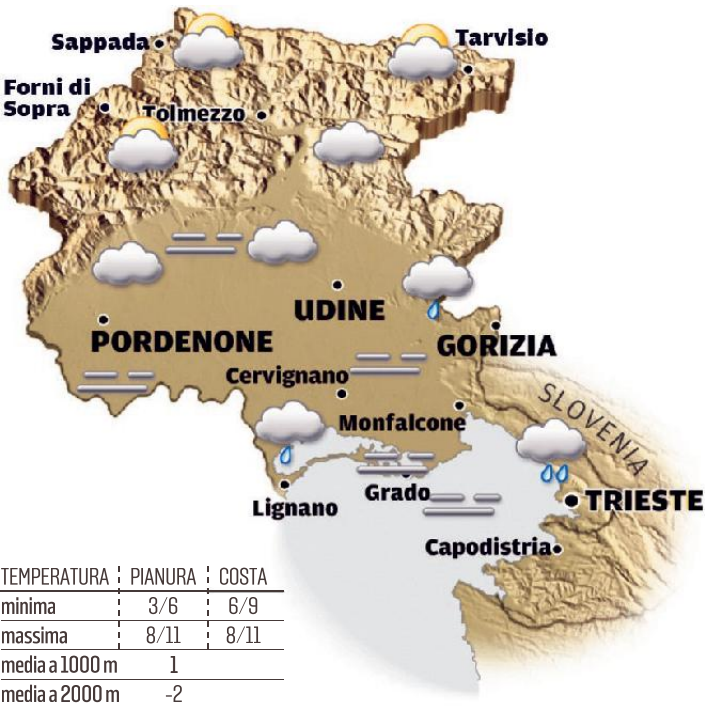 Sappada
Tarvisio
Forni di
Sopra
Tolmezzo
UDINE
PORDENONE
GORIZIA
Cervignano
SLOVENIA
Monfalcone
Lignano
Grado
TRIESTE
Capodistria
TEMPERATURA PIANURA COSTA
minima 3/6 6/9
massima 8/11 8/11
media a 1000 m 1
media a 2000 m -2